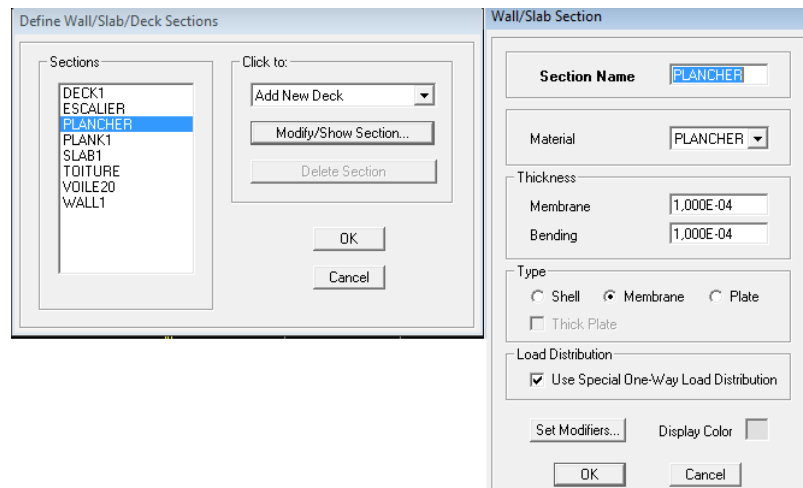 Define Wall/Slab/Deck Sections
Sections
DECK1
ESCALIER
PLANCHER
PLANK1
SLAB1
TOITURE
VOILE20
WALL1
Click to:
Add New Deck
Modify/Show Section...
Delete Section
OK
Cancel
Wall/Slab Section
Section Name PLANCHER
Material PLANCHER
Thickness
Membrane 1,000E-04
Bending 1,000E-04
Type
Shell Membrane Plate
Thick Plate
Load Distribution
Use Special One-Way Load Distribution
Set Modifiers... Display Color
OK Cancel